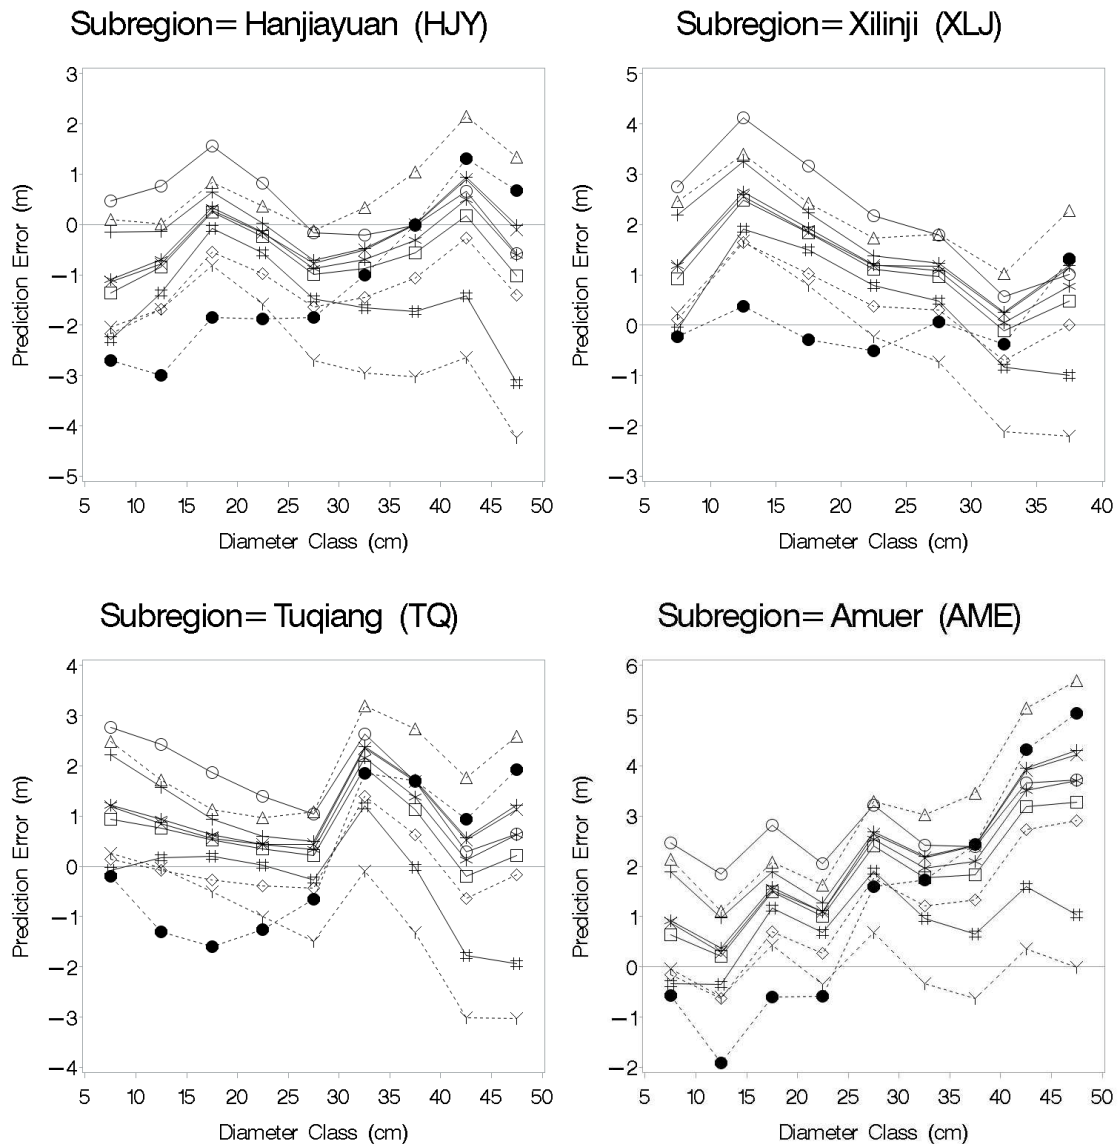 Subregion= Hanjiayuan (HJY)
3
2
1
0
−1
−2
−3
−4
−5
Prediction Error (m)
5 10 15 20 25 30 35 40 45 50
Diameter Class (cm)
Subregion= Xilinji (XLJ)
5
4
3
2
1
0
−1
−2
−3
Prediction Error (m)
5 10 15 20 25 30 35 40
Diameter Class (cm)
Subregion= Tuqiang (TQ)
4
3
2
1
0
−1
−2
−3
−4
Prediction Error (m)
5 10 15 20 25 30 35 40 45 50
Diameter Class (cm)
Subregion= Amuer (AME)
6
5
4
3
2
1
0
−1
−2
Prediction Error (m)
5 10 15 20 25 30 35 40 45 50
Diameter Class (cm)